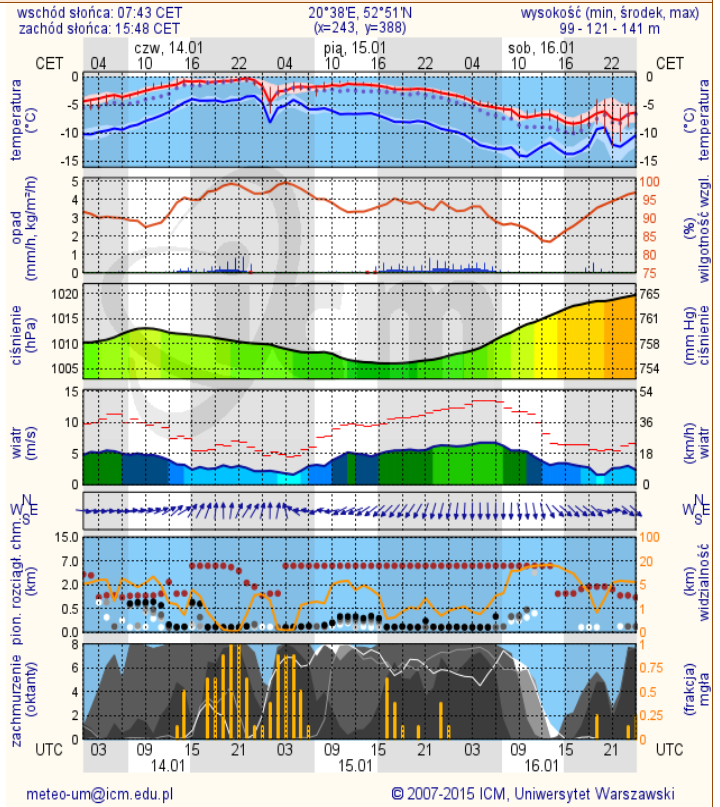 wschód słońca: 07:43 CET 20°38'E, 52°51'N wysokość (min, środek, max)
zachód słońca: 15:48 CET (x=243, y=388) 99 - 121 - 141 m
czw, 14.01 pią, 15.01 sob, 16.01
CET 04 10 16 22 04 10 16 22 04 10 16 22 CET
temperatura
(°C)
0
-5
-10
-15
0
-5
-10
-15
temperatura
(°C)
opad
(mm/h, kg/m²/h)
5
4
3
2
1
0
100
95
90
85
80
75
(%)
wilgotność wzgl.
icm
ciśnienie
(hPa)
1020
1015
1010
1005
765
761
758
754
(mm Hg)
ciśnienie
wiatr
(m/s)
15
10
5
0
54
36
18
0
(km/h)
wiatr
N
W E
S
N
W E
S
pion. rozciągł. chm.
(km)
15.0
7.0
2.0
0.5
0.0
100
20
5
1
0
(km)
widzialność
zachmurzenie
(oktanty)
8
6
4
2
0
1
0.75
0.5
0.25
0
(frakcja)
mgła
UTC 03 09 15 21 03 09 15 21 03 09 15 21 UTC
14.01 15.01 16.01
meteo-um@icm.edu.pl © 2007-2015 ICM, Uniwersytet Warszawski